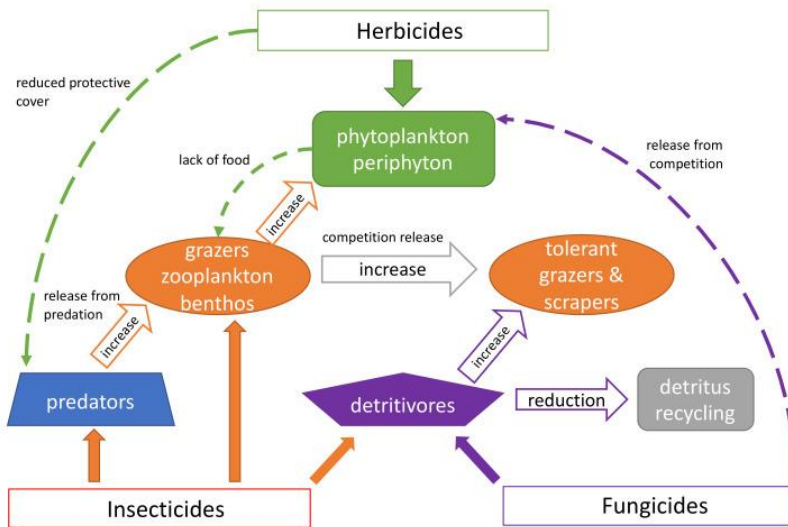 Herbicides
reduced protective
cover
phytoplankton
periphyton
release from
competition
lack of food
increase
grazers
zooplankton
benthos
competition release
increase
tolerant
grazers &
scrapers
release from
predation
increase
increase
predators
detritivores
reduction
detritus
recycling
Insecticides
Fungicides